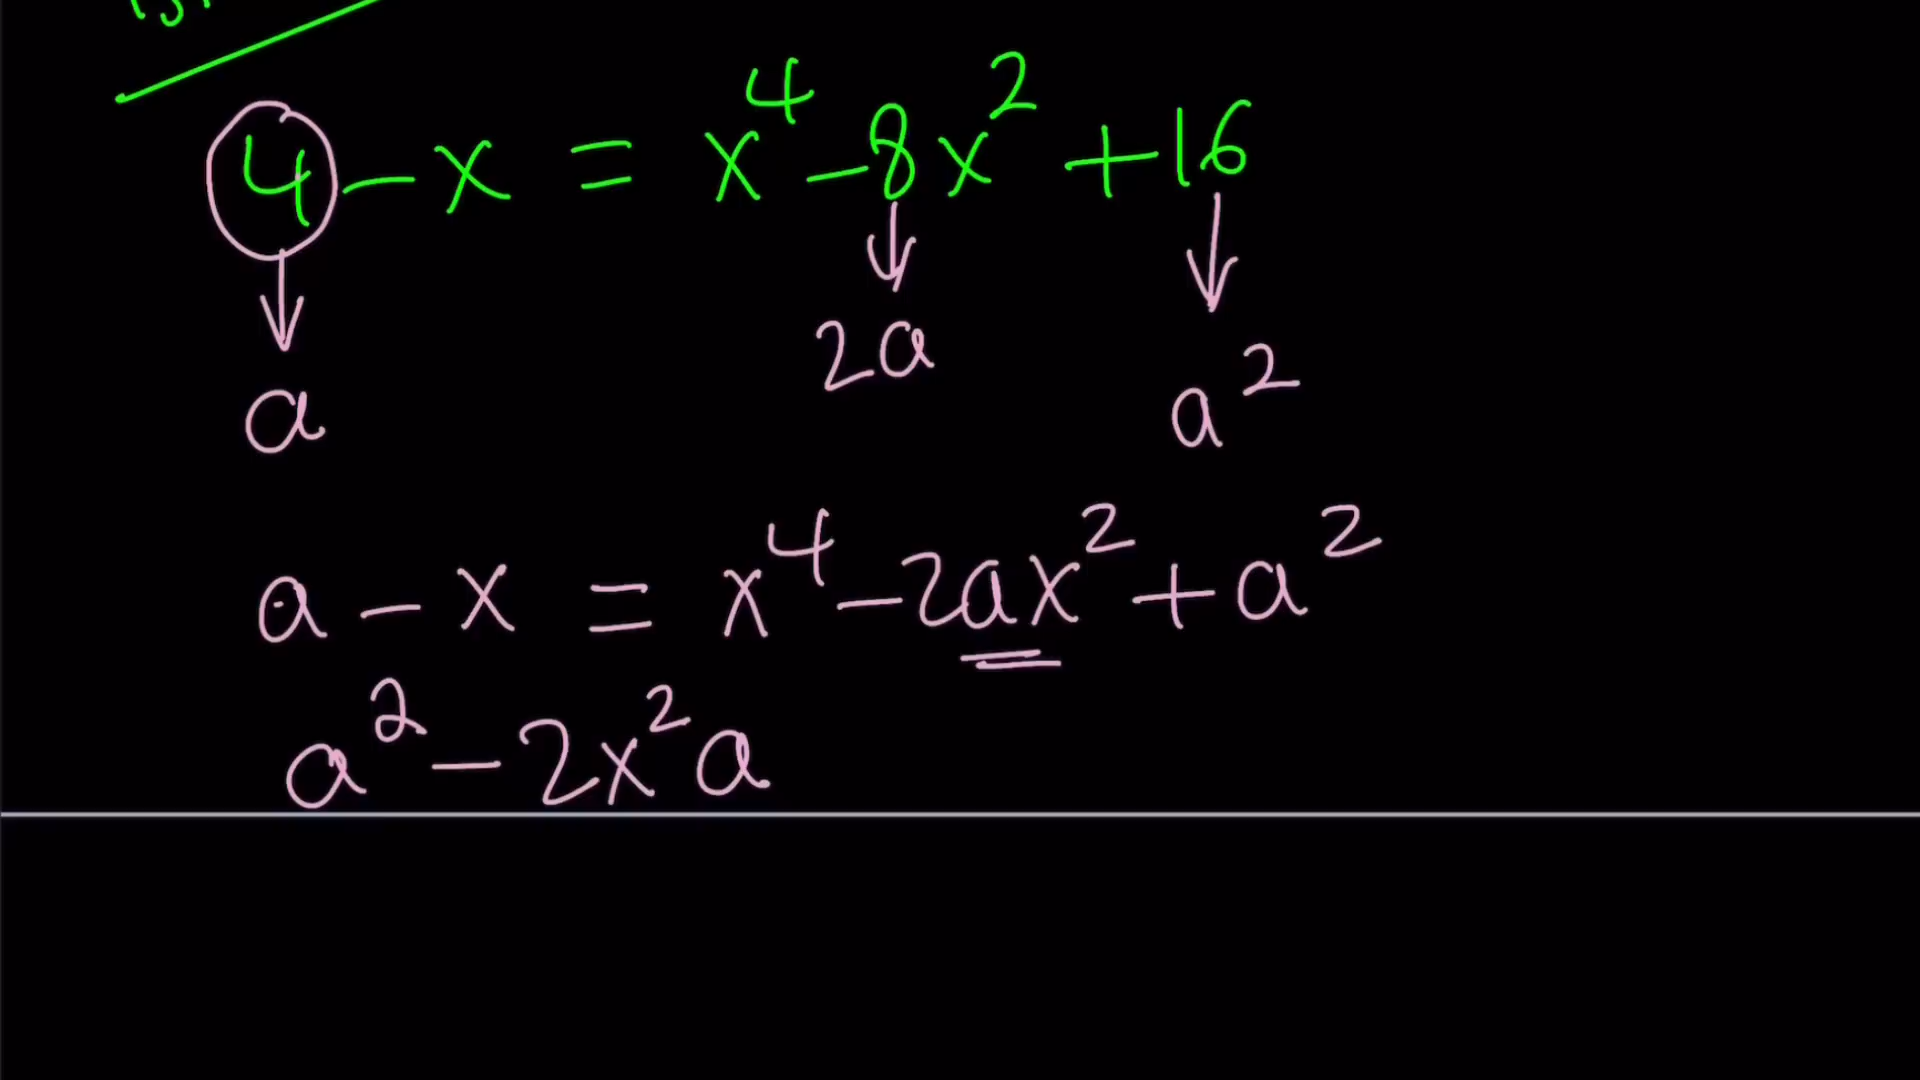 4 - x = x⁴ - 8x² + 16
a 2a a²
a - x = x⁴ - 2ax² + a²
a² - 2x²a